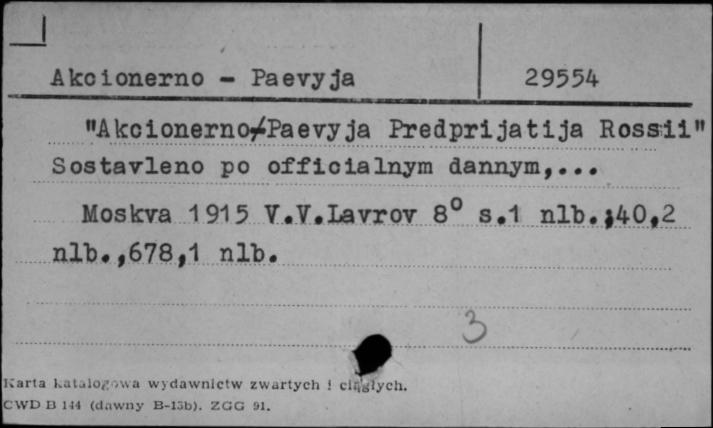 Akcionerno - Paevyja 29554
"Akcionerno-Paevyja Predprijatija Rossii"
Sostavleno po officialnym dannym,...
Moskva 1915 V.V.Lavrov 8° s.1 nlb.;40,2
nlb.,678,1 nlb.
3
Karta katalogowa wydawnictw zwartych i ciągłych.
CWD B 144 (dawny B-13b). ZGG 91.